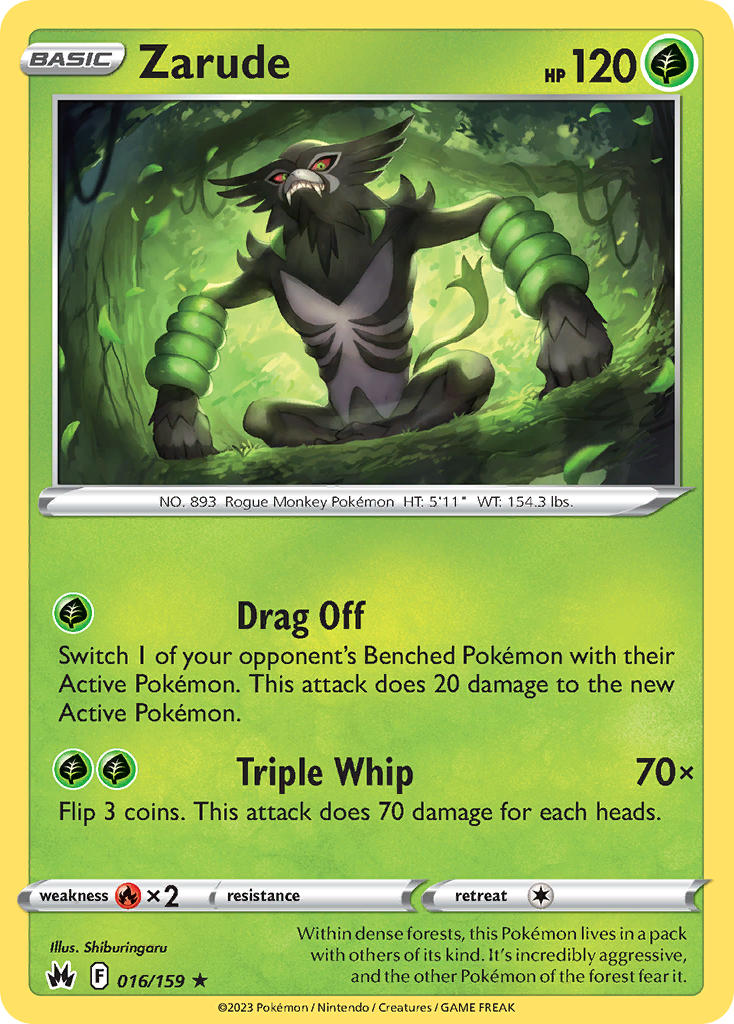 BASIC Zarude HP 120
NO. 893 Rogue Monkey Pokémon HT: 5'11" WT: 154.3 lbs.
Drag Off
Switch 1 of your opponent's Benched Pokémon with their
Active Pokémon. This attack does 20 damage to the new
Active Pokémon.
Triple Whip 70×
Flip 3 coins. This attack does 70 damage for each heads.
weakness ×2 resistance retreat
Illus. Shiburingaru
Within dense forests, this Pokémon lives in a pack
with others of its kind. It's incredibly aggressive,
and the other Pokémon of the forest fear it.
F 016/159 ★
©2023 Pokémon / Nintendo / Creatures / GAME FREAK